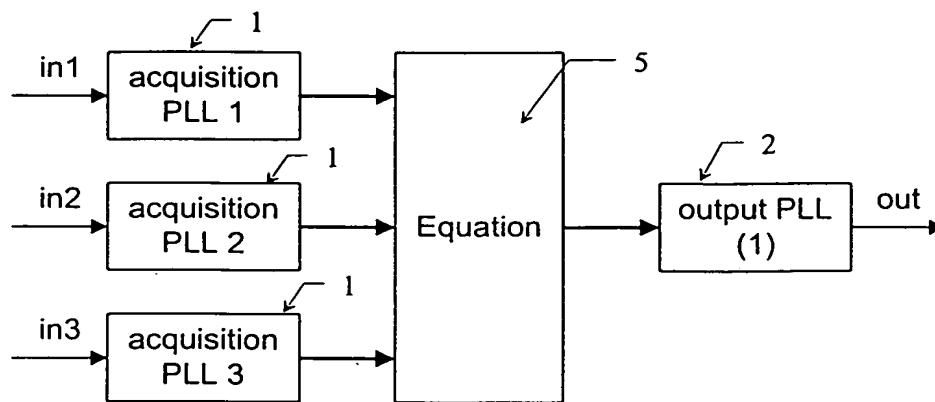 1
in1
acquisition
PLL 1
5
1
2
in2
acquisition
PLL 2
Equation
output PLL
(1)
out
1
in3
acquisition
PLL 3